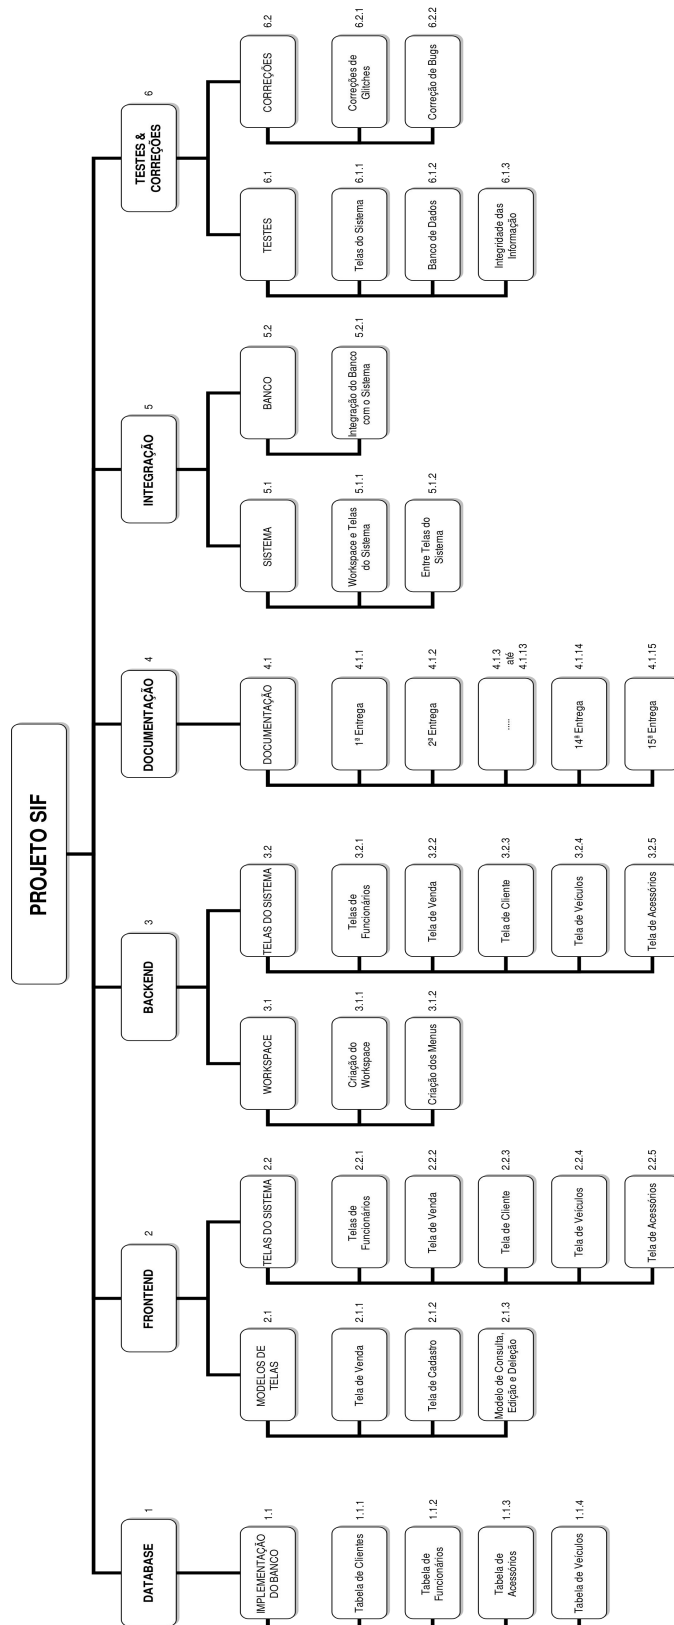 PROJETO SIF
DATABASE
1
IMPLEMENTAÇÃO
DO BANCO
1.1
Tabela de Clientes
1.1.1
Tabela de
Funcionários
1.1.2
Tabela de
Acessórios
1.1.3
Tabela de Veículos
1.1.4
FRONTEND
2
MODELOS DE
TELAS
2.1
Tela de Venda
2.1.1
Tela de Cadastro
2.1.2
Modelo de Consulta,
Edição e Deleção
2.1.3
TELAS DO SISTEMA
2.2
Telas de
Funcionários
2.2.1
Tela de Venda
2.2.2
Tela de Cliente
2.2.3
Tela de Veículos
2.2.4
Tela de Acessórios
2.2.5
BACKEND
3
WORKSPACE
3.1
Criação do
Workspace
3.1.1
Criação dos Menus
3.1.2
TELAS DO SISTEMA
3.2
Telas de
Funcionários
3.2.1
Tela de Venda
3.2.2
Tela de Cliente
3.2.3
Tela de Veículos
3.2.4
Tela de Acessórios
3.2.5
DOCUMENTAÇÃO
4
DOCUMENTAÇÃO
4.1
1ª Entrega
4.1.1
2ª Entrega
4.1.2
.....
4.1.3
até
4.1.13
14ª Entrega
4.1.14
15ª Entrega
4.1.15
INTEGRAÇÃO
5
SISTEMA
5.1
Workspace e Telas
do Sistema
5.1.1
Entre Telas do
Sistema
5.1.2
BANCO
5.2
Integração do Banco
com o Sistema
5.2.1
TESTES &
CORREÇÕES
6
TESTES
6.1
Telas do Sistema
6.1.1
Banco de Dados
6.1.2
Integridade das
Informação
6.1.3
CORREÇÕES
6.2
Correções de
Glitches
6.2.1
Correção de Bugs
6.2.2